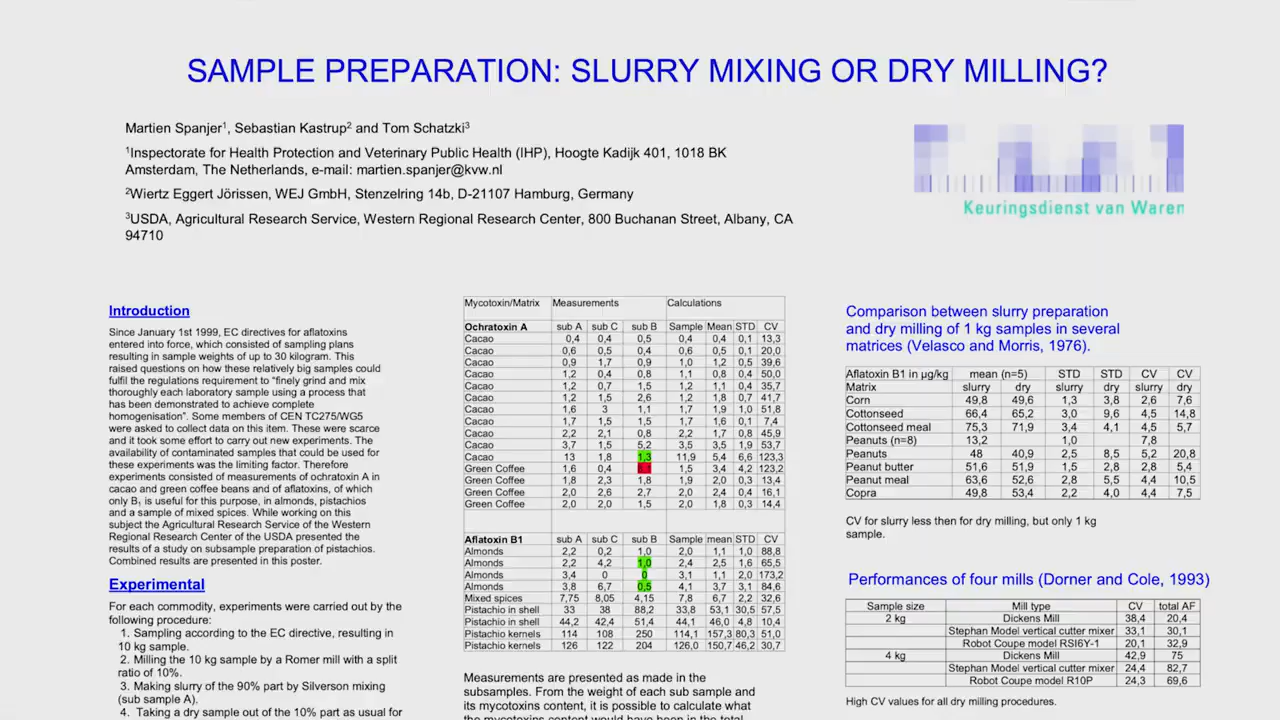 SAMPLE PREPARATION: SLURRY MIXING OR DRY MILLING?
Martien Spanjer1, Sebastian Kastrup2 and Tom Schatzki3
1Inspectorate for Health Protection and Veterinary Public Health (IHP), Hoogte Kadijk 401, 1018 BK
Amsterdam, The Netherlands, e-mail: martien.spanjer@kvw.nl
2Wiertz Eggert Jörissen, WEJ GmbH, Stenzelring 14b, D-21107 Hamburg, Germany
3USDA, Agricultural Research Service, Western Regional Research Center, 800 Buchanan Street, Albany, CA
94710
Keuringsdienst van Waren
Introduction
Since January 1st 1999, EC directives for aflatoxins
entered into force, which consisted of sampling plans
resulting in sample weights of up to 30 kilogram. This
raised questions on how these relatively big samples could
fulfil the regulations requirement to "finely grind and mix
thoroughly each laboratory sample using a process that
has been demonstrated to achieve complete
homogenisation". Some members of CEN TC275/WG5
were asked to collect data on this item. These were scarce
and it took some effort to carry out new experiments. The
availability of contaminated samples that could be used for
these experiments was the limiting factor. Therefore
experiments consisted of measurements of ochratoxin A in
cacao and green coffee beans and of aflatoxins, of which
only B1 is useful for this purpose, in almonds, pistachios
and a sample of mixed spices. While working on this
subject the Agricultural Research Service of the Western
Regional Research Center of the USDA presented the
results of a study on subsample preparation of pistachios.
Combined results are presented in this poster.
Experimental
For each commodity, experiments were carried out by the
following procedure:
1. Sampling according to the EC directive, resulting in
10 kg sample.
2. Milling the 10 kg sample by a Romer mill with a split
ratio of 10%.
3. Making slurry of the 90% part by Silverson mixing
(sub sample A).
4. Taking a dry sample out of the 10% part as usual for
Mycotoxin/Matrix Measurements Calculations
Ochratoxin A sub A sub C sub B Sample Mean STD CV
Cacao 0,4 0,4 0,5 0,4 0,4 0,1 13,3
Cacao 0,6 0,5 0,4 0,6 0,5 0,1 20,0
Cacao 0,9 1,7 0,9 1,0 1,2 0,5 39,6
Cacao 1,2 0,4 0,8 1,1 0,8 0,4 50,0
Cacao 1,2 0,7 1,5 1,2 1,1 0,4 35,7
Cacao 1,2 1,5 2,6 1,2 1,8 0,7 41,7
Cacao 1,6 3 1,1 1,7 1,9 1,0 51,8
Cacao 1,7 1,5 1,5 1,7 1,6 0,1 7,4
Cacao 2,2 2,1 0,8 2,2 1,7 0,8 45,9
Cacao 3,7 1,5 5,2 3,5 3,5 1,9 53,7
Cacao 13 1,8 1,3 11,9 5,4 6,6 123,3
Green Coffee 1,6 0,4 1,5 3,4 4,2 123,2
Green Coffee 1,8 2,3 1,8 1,9 2,0 0,3 13,4
Green Coffee 2,0 2,6 2,7 2,0 2,4 0,4 16,1
Green Coffee 2,0 2,0 1,5 2,0 1,8 0,3 14,4
Aflatoxin B1 sub A sub C sub B Sample mean STD CV
Almonds 2,2 0,2 1,0 2,0 1,1 1,0 88,8
Almonds 2,2 4,2 1,0 2,4 2,5 1,6 65,5
Almonds 3,4 0 0 3,1 1,1 2,0 173,2
Almonds 3,8 6,7 0,5 4,1 3,7 3,1 84,6
Mixed spices 7,75 8,05 4,15 7,8 6,7 2,2 32,6
Pistachio in shell 33 38 88,2 33,8 53,1 30,5 57,5
Pistachio in shell 44,2 42,4 51,4 44,1 46,0 4,8 10,4
Pistachio kernels 114 108 250 114,1 157,3 80,3 51,0
Pistachio kernels 126 122 204 126,0 150,7 46,2 30,7
Measurements are presented as made in the
subsamples. From the weight of each sub sample and
its mycotoxins content, it is possible to calculate what
the mycotoxins content would have been in the total
Comparison between slurry preparation
and dry milling of 1 kg samples in several
matrices (Velasco and Morris, 1976).
Aflatoxin B1 in µg/kg mean (n=5) STD STD CV CV
Matrix slurry dry slurry dry slurry dry
Corn 49,8 49,6 1,3 3,8 2,6 7,6
Cottonseed 66,4 65,2 3,0 9,6 4,5 14,8
Cottonseed meal 75,3 71,9 3,4 4,1 4,5 5,7
Peanuts (n=8) 13,2 1,0 7,8
Peanuts 48 40,9 2,5 8,5 5,2 20,8
Peanut butter 51,6 51,9 1,5 2,8 2,8 5,4
Peanut meal 63,6 52,6 2,8 5,5 4,4 10,5
Copra 49,8 53,4 2,2 4,0 4,4 7,5
CV for slurry less then for dry milling, but only 1 kg
sample.
Performances of four mills (Dorner and Cole, 1993)
Sample size Mill type CV total AF
2 kg Dickens Mill 38,4 20,4
Stephan Model vertical cutter mixer 33,1 30,1
Robot Coupe model RSI6Y-1 20,1 32,9
4 kg Dickens Mill 42,9 75
Stephan Model vertical cutter mixer 24,4 82,7
Robot Coupe model R10P 24,3 69,6
High CV values for all dry milling procedures.